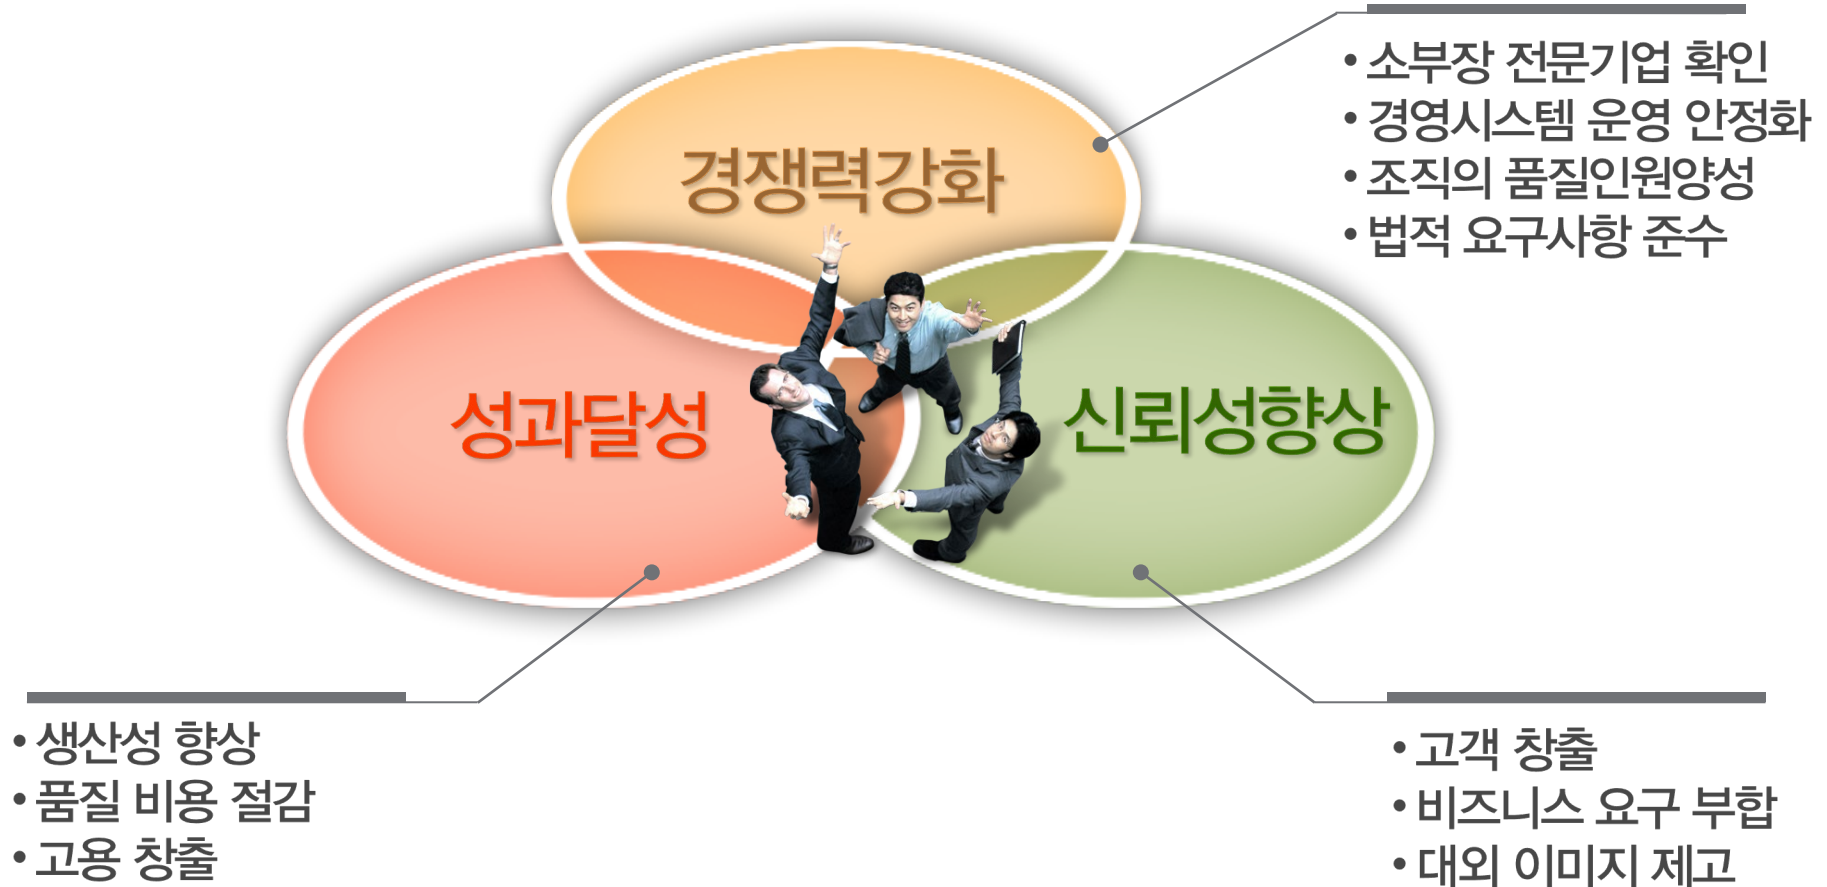 경쟁력강화
• 소부장 전문기업 확인
• 경영시스템 운영 안정화
• 조직의 품질인원양성
• 법적 요구사항 준수
성과달성
신뢰성향상
• 생산성 향상
• 품질 비용 절감
• 고용 창출
• 고객 창출
• 비즈니스 요구 부합
• 대외 이미지 제고